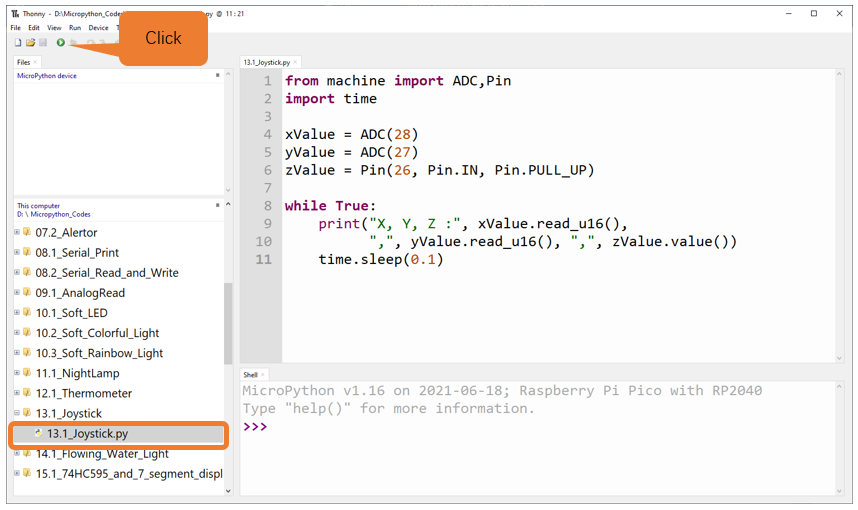 Thonny - D:\Micropython_Codes
py @ 11 : 21
File Edit View Run Device
Click
Files
MicroPython device
This computer
D: \ Micropython_Codes
07.2_Alertor
08.1_Serial_Print
08.2_Serial_Read_and_Write
09.1_AnalogRead
10.1_Soft_LED
10.2_Soft_Colorful_Light
10.3_Soft_Rainbow_Light
11.1_NightLamp
12.1_Thermometer
13.1_Joystick
13.1_Joystick.py
14.1_Flowing_Water_Light
15.1_74HC595_and_7_segment_displ
13.1_Joystick.py
1 from machine import ADC,Pin
2 import time
3
4 xValue = ADC(28)
5 yValue = ADC(27)
6 zValue = Pin(26, Pin.IN, Pin.PULL_UP)
7
8 while True:
9 print("X, Y, Z :", xValue.read_u16(),
10 ",", yValue.read_u16(), ",", zValue.value())
11 time.sleep(0.1)
Shell
MicroPython v1.16 on 2021-06-18; Raspberry Pi Pico with RP2040
Type "help()" for more information.
>>>